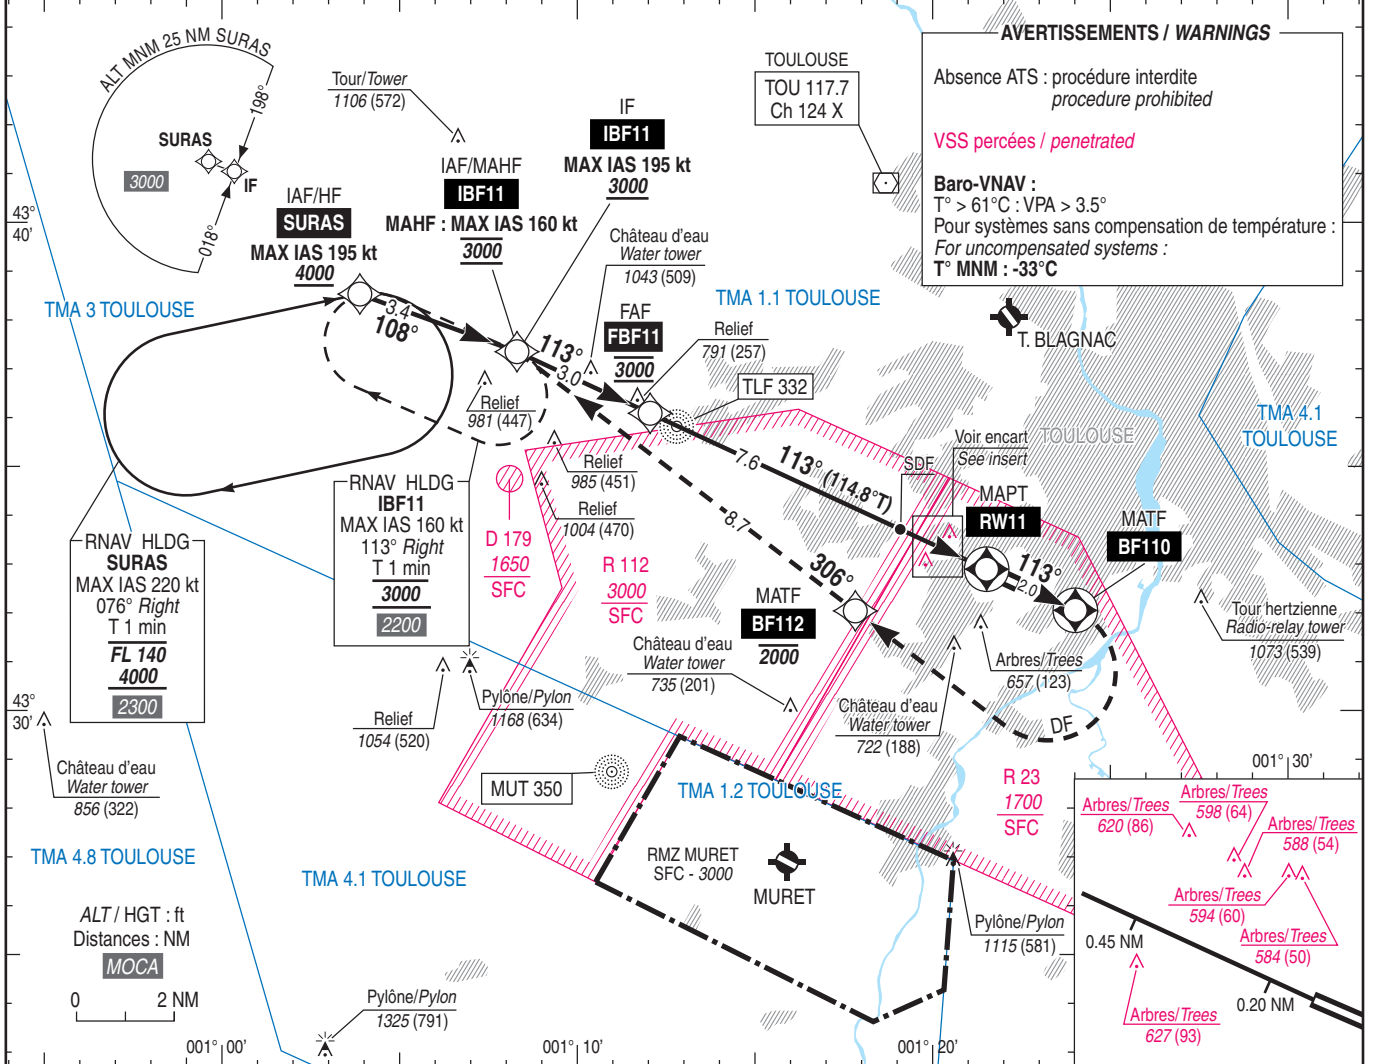 ALT MNM 25 NM SURAS
198°
SURAS
IF
3000
018°
43°
40'
Tour/Tower
1106 (572)
IAF/HF
SURAS
MAX IAS 195 kt
4000
IAF/MAHF
IBF11
MAHF : MAX IAS 160 kt
3000
IF
IBF11
MAX IAS 195 kt
3000
TOULOUSE
TOU 117.7
Ch 124 X
AVERTISSEMENTS / WARNINGS
Absence ATS : procédure interdite
procedure prohibited
VSS percées / penetrated
Baro-VNAV :
T° > 61°C : VPA > 3.5°
Pour systèmes sans compensation de température :
For uncompensated systems :
T° MNM : -33°C
Château d'eau
Water tower
1043 (509)
TMA 3 TOULOUSE
TMA 1.1 TOULOUSE
3.4
108°
113°
3.0
FAF
FBF11
3000
Relief
791 (257)
TLF 332
T. BLAGNAC
TMA 4.1
TOULOUSE
TOULOUSE
Relief
981 (447)
Relief
985 (451)
Relief
1004 (470)
7.6
113° (114.8°T)
SDF
Voir encart
See insert
MAPT
RW11
113°
2.0
MATF
BF110
8.7
306°
MATF
BF112
2000
RNAV HLDG
IBF11
MAX IAS 160 kt
113° Right
T 1 min
3000
2200
D 179
1650
SFC
R 112
3000
SFC
RNAV HLDG
SURAS
MAX IAS 220 kt
076° Right
T 1 min
FL 140
4000
2300
43°
30'
Château d'eau
Water tower
735 (201)
Château d'eau
Water tower
722 (188)
Arbres/Trees
657 (123)
Tour hertzienne
Radio-relay tower
1073 (539)
Pylône/Pylon
1168 (634)
Relief
1054 (520)
DF
Château d'eau
Water tower
856 (322)
MUT 350
TMA 1.2 TOULOUSE
R 23
1700
SFC
001° 30'
TMA 4.8 TOULOUSE
TMA 4.1 TOULOUSE
RMZ MURET
SFC - 3000
MURET
Pylône/Pylon
1115 (581)
Arbres/Trees
620 (86)
Arbres/Trees
598 (64)
Arbres/Trees
588 (54)
Arbres/Trees
594 (60)
Arbres/Trees
584 (50)
0.45 NM
0.20 NM
Arbres/Trees
627 (93)
ALT / HGT : ft
Distances : NM
MOCA
0 2 NM
Pylône/Pylon
1325 (791)
001° 00'
001° 10'
001° 20'